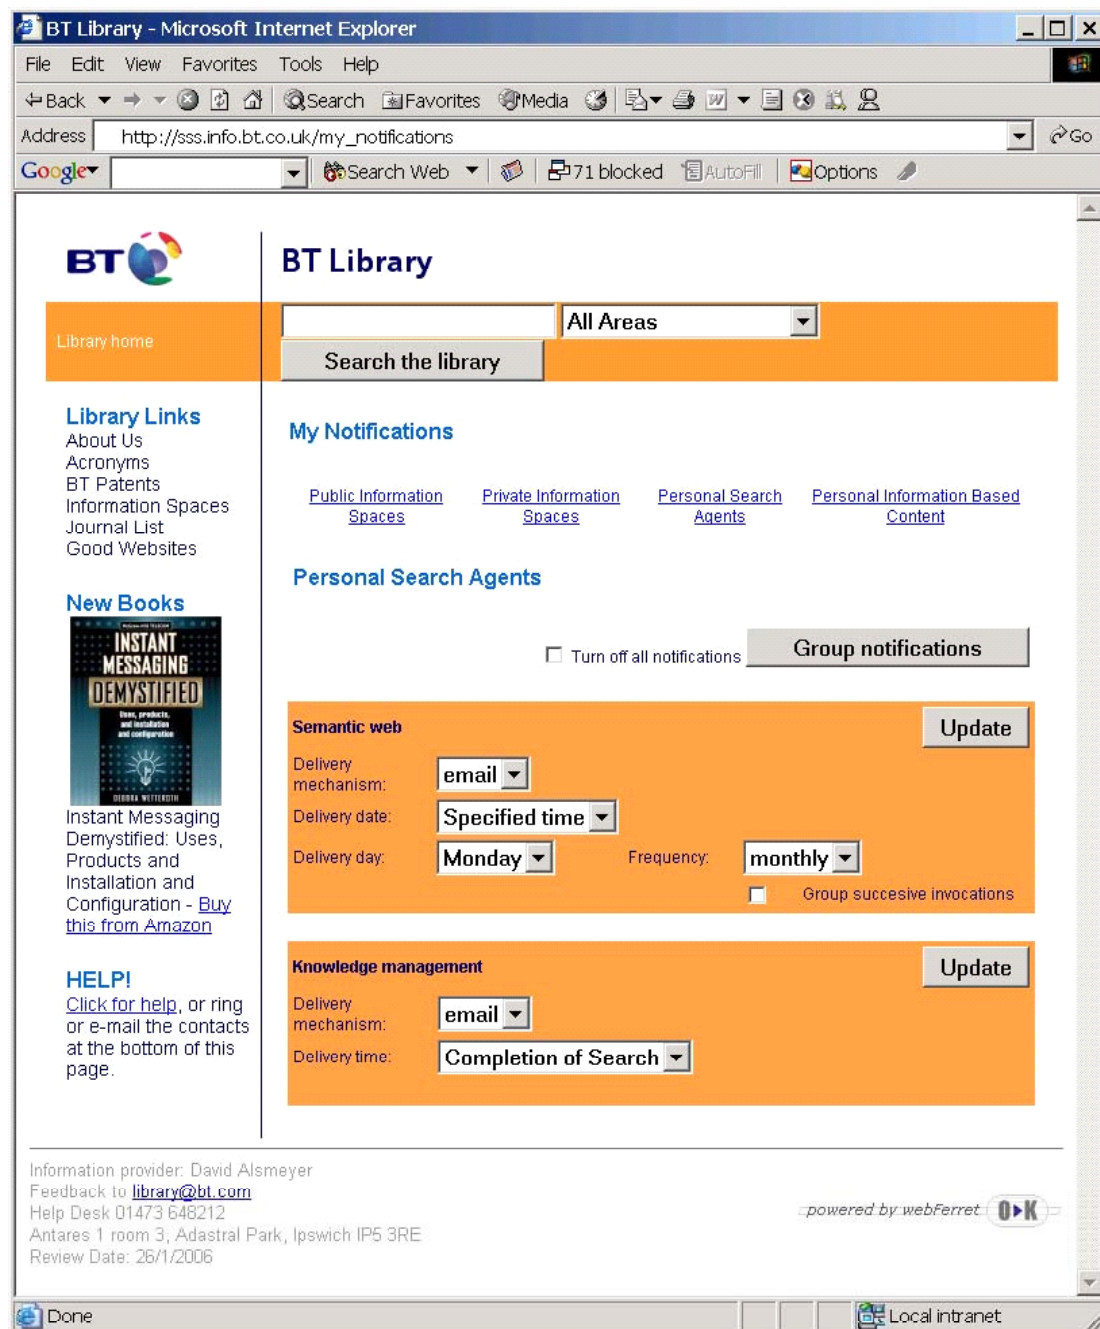 BT Library - Microsoft Internet Explorer
File Edit View Favorites Tools Help
Back Search Favorites Media
Address http://sss.info.bt.co.uk/my_notifications Go
Google Search Web 71 blocked AutoFill Options
BT
BT Library
Library home
All Areas
Search the library
Library Links
About Us
Acronyms
BT Patents
Information Spaces
Journal List
Good Websites
New Books
INSTANT
MESSAGING
DEMYSTIFIED
Uses, products,
and installation
and configuration
DEBORA WETTEROTH
Instant Messaging
Demystified: Uses,
Products and
Installation and
Configuration - Buy
this from Amazon
HELP!
Click for help, or ring
or e-mail the contacts
at the bottom of this
page.
My Notifications
Public Information
Spaces
Private Information
Spaces
Personal Search
Agents
Personal Information Based
Content
Personal Search Agents
Turn off all notifications Group notifications
Semantic web Update
Delivery
mechanism: email
Delivery date: Specified time
Delivery day: Monday Frequency: monthly
Group succesive invocations
Knowledge management Update
Delivery
mechanism: email
Delivery time: Completion of Search
Information provider: David Alsmeyer
Feedback to library@bt.com
Help Desk 01473 648212
Antares 1 room 3, Adastral Park, Ipswich IP5 3RE
Review Date: 26/1/2006
powered by webFerret
Done Local intranet